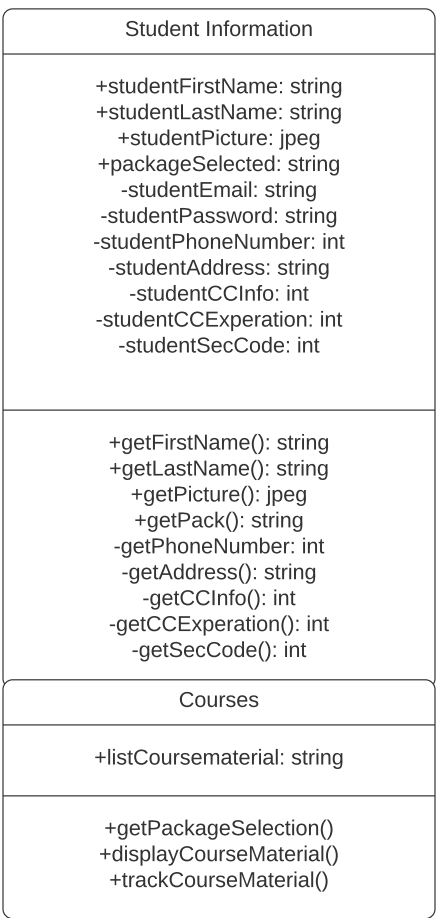 Student Information
+studentFirstName: string
+studentLastName: string
+studentPicture: jpeg
+packageSelected: string
-studentEmail: string
-studentPassword: string
-studentPhoneNumber: int
-studentAddress: string
-studentCCInfo: int
-studentCCExperation: int
-studentSecCode: int
+getFirstName(): string
+getLastName(): string
+getPicture(): jpeg
+getPack(): string
-getPhoneNumber: int
-getAddress(): string
-getCCInfo(): int
-getCCExperation(): int
-getSecCode(): int
Courses
+listCoursematerial: string
+getPackageSelection()
+displayCourseMaterial()
+trackCourseMaterial()